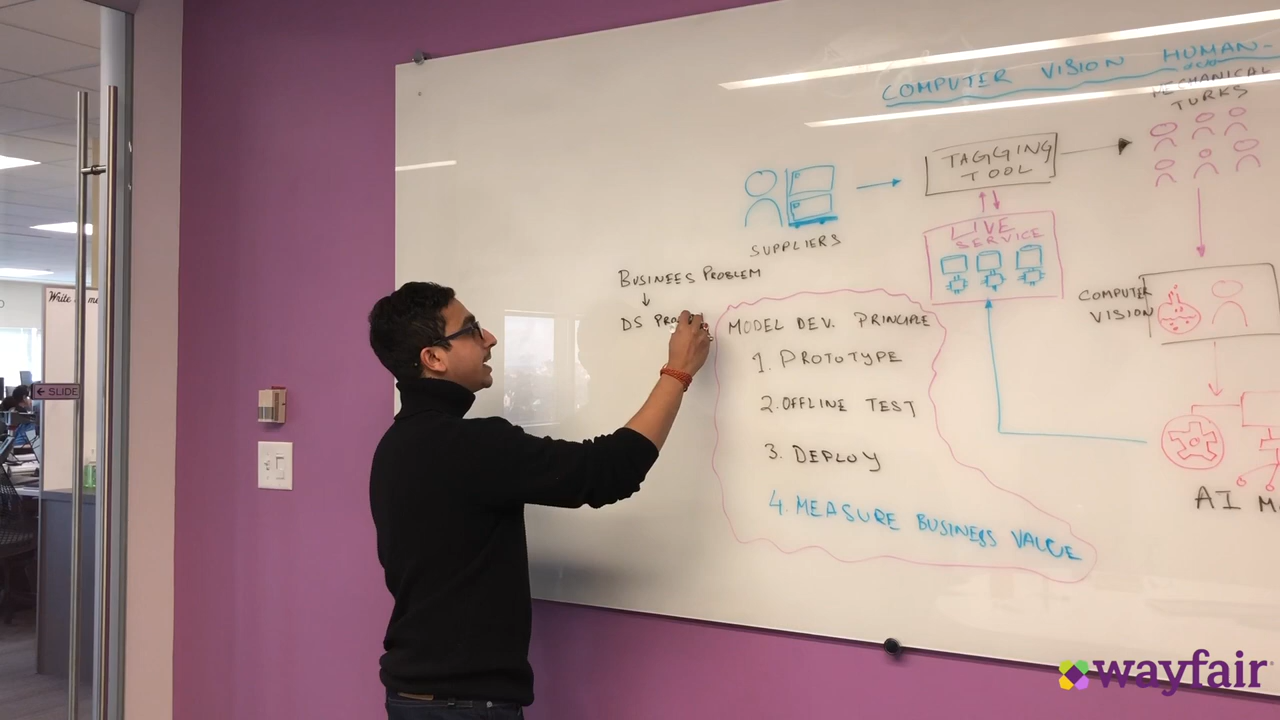 COMPUTER VISION HUMAN-
MECHANICAL
TURKS
TAGGING
TOOL
SUPPLIERS
LIVE
SERVICE
BUSINEES PROBLEM
DS
COMPUTER
VISION
MODEL DEV. PRINCIPLE
1. PROTOTYPE
2. OFFLINE TEST
3. DEPLOY
4. MEASURE BUSINESS VALUE
AI
← SLIDE
wayfair